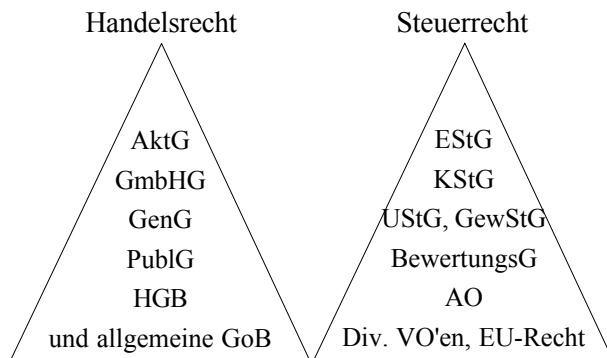 Handelsrecht
AktG
GmbHG
GenG
PublG
HGB
und allgemeine GoB
Steuerrecht
EStG
KStG
UStG, GewStG
BewertungsG
AO
Div. VO'en, EU-Recht